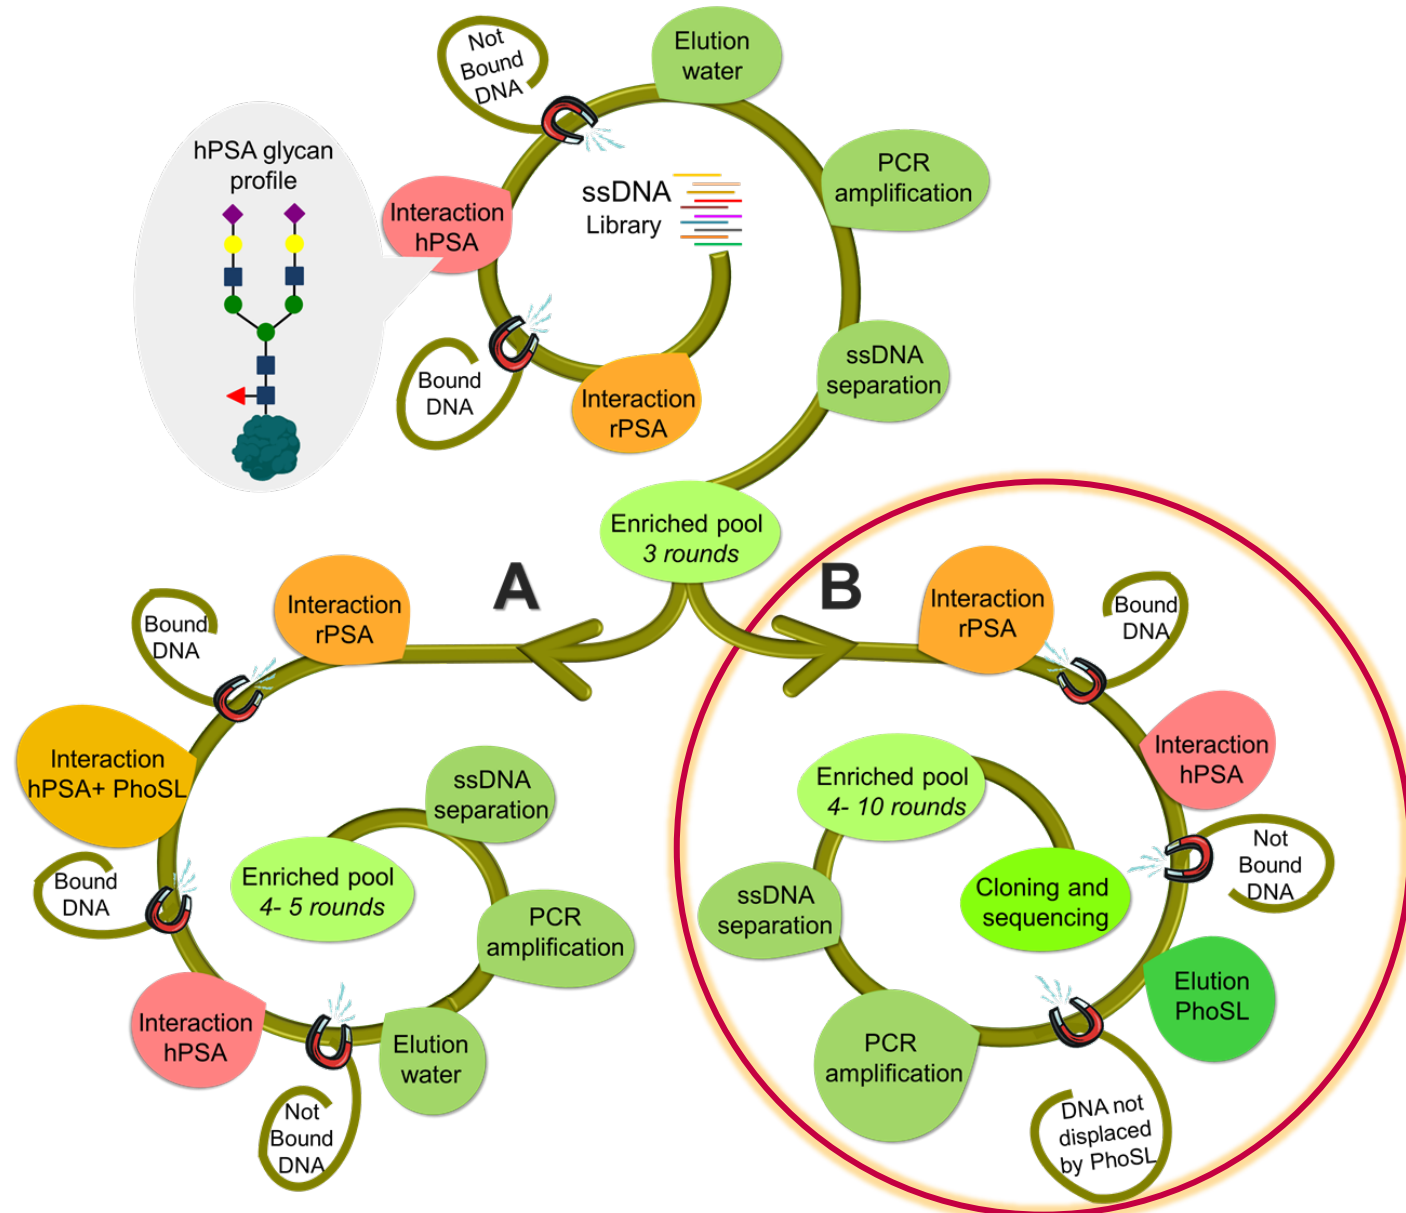 Not
Bound
DNA
Elution
water
hPSA glycan
profile
PCR
amplification
ssDNA
Library
Interaction
hPSA
ssDNA
separation
Bound
DNA
Interaction
rPSA
Enriched pool
3 rounds
A
Interaction
rPSA
Bound
DNA
Interaction
hPSA+ PhoSL
ssDNA
separation
Bound
DNA
Enriched pool
4- 5 rounds
PCR
amplification
Interaction
hPSA
Elution
water
Not
Bound
DNA
B
Interaction
rPSA
Bound
DNA
Interaction
hPSA
Enriched pool
4- 10 rounds
Not
Bound
DNA
Cloning and
sequencing
ssDNA
separation
Elution
PhoSL
PCR
amplification
DNA not
displaced
by PhoSL